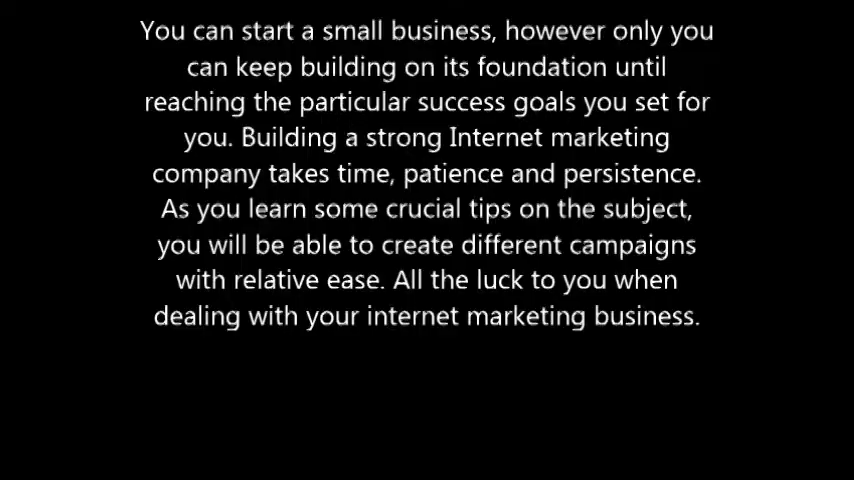 You can start a small business, however only you
can keep building on its foundation until
reaching the particular success goals you set for
you. Building a strong Internet marketing
company takes time, patience and persistence.
As you learn some crucial tips on the subject,
you will be able to create different campaigns
with relative ease. All the luck to you when
dealing with your internet marketing business.